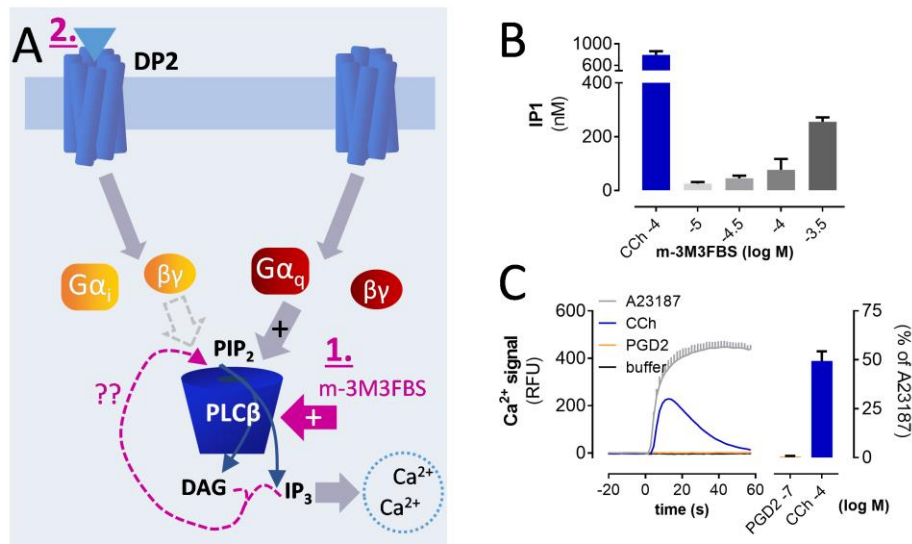 A
2.
DP2
Gαi
βγ
Gαq
βγ
+
PIP2
1.
m-3M3FBS
??
PLCβ
+
DAG
IP3
Ca2+
Ca2+
B
1000
600
400
200
0
IP1
(nM)
CCh -4
-5
-4.5
-4
-3.5
m-3M3FBS (log M)
C
600
400
200
0
Ca2+ signal
(RFU)
A23187
CCh
PGD2
buffer
-20
0
20
40
60
time (s)
75
50
25
0
(% of A23187)
PGD2 -7
CCh -4
(log M)